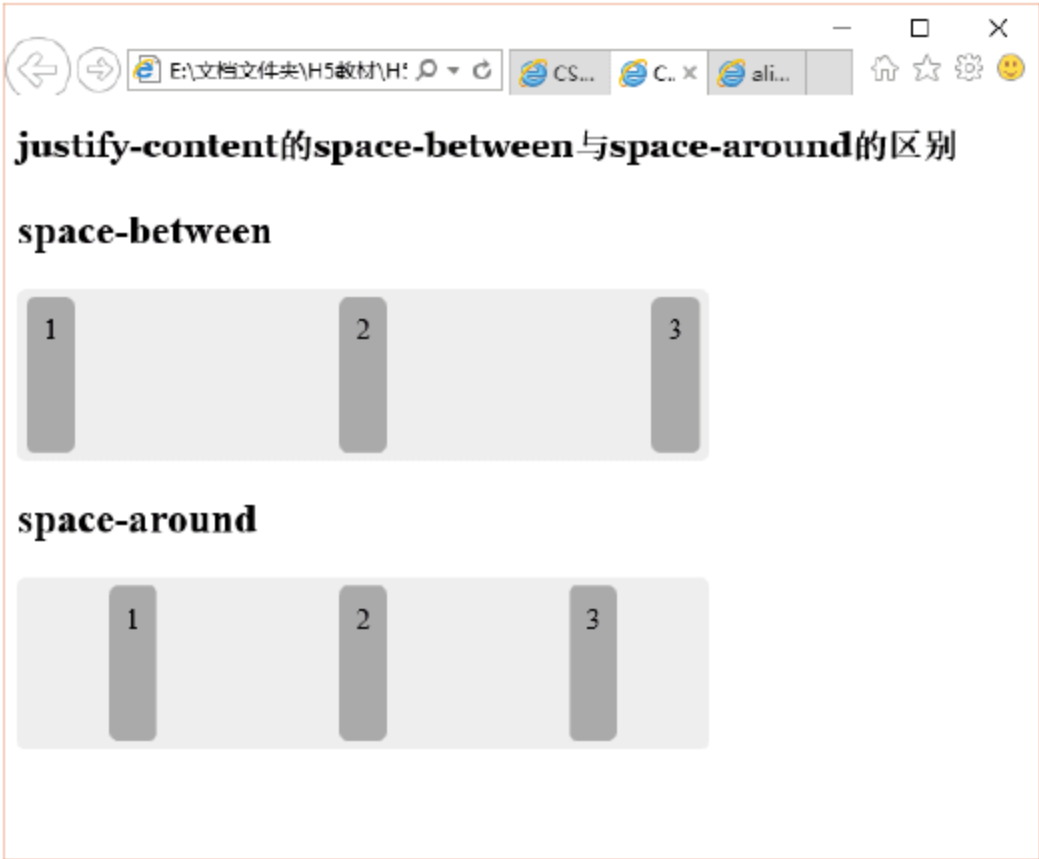 E:\文档文件夹\H5教材\H5
CS... C.. ali...
justify-content的space-between与space-around的区别
space-between
1 2 3
space-around
1 2 3